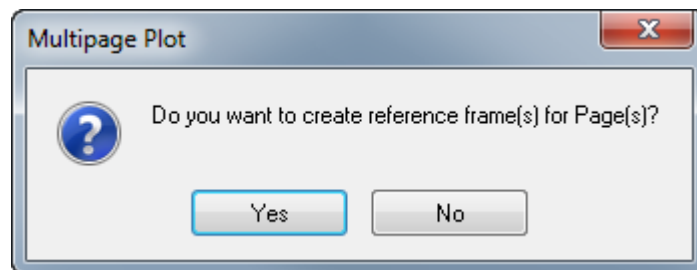 Multipage Plot
Do you want to create reference frame(s) for Page(s)?
Yes
No